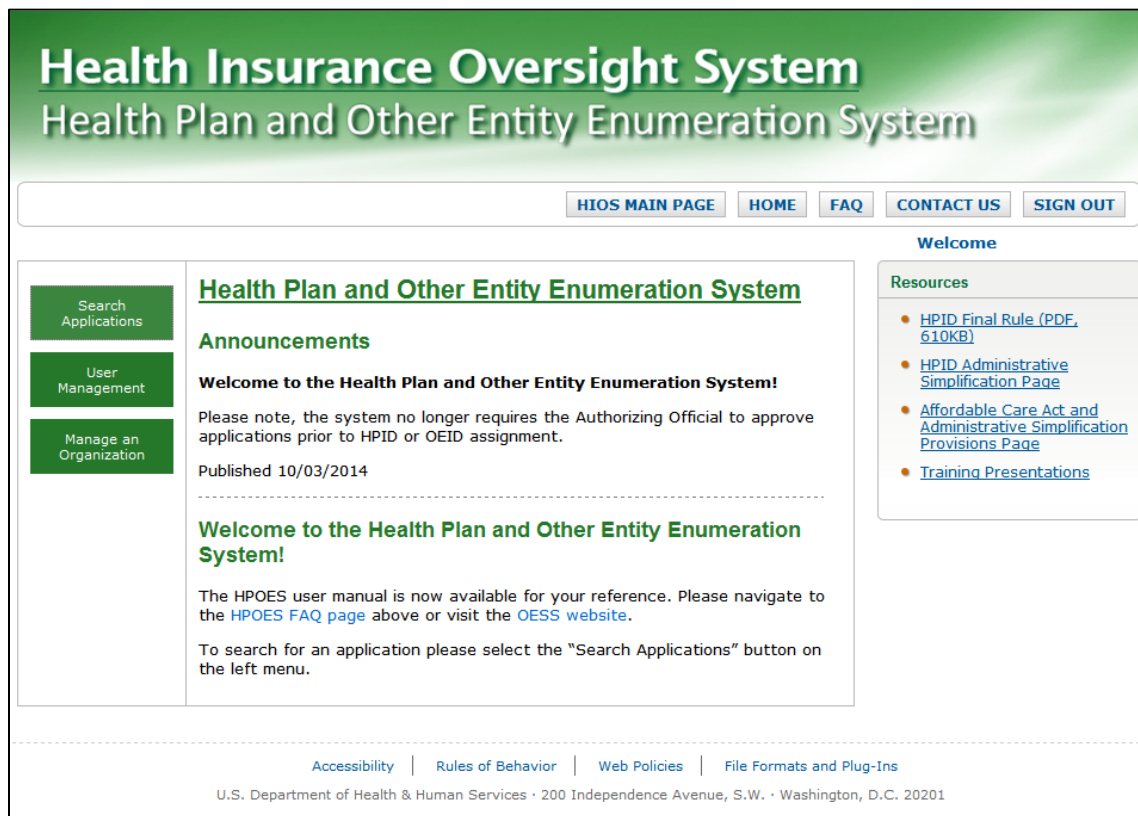 Health Insurance Oversight System
Health Plan and Other Entity Enumeration System
HIOS MAIN PAGE
HOME
FAQ
CONTACT US
SIGN OUT
Welcome
Search
Applications
User
Management
Manage an
Organization
Health Plan and Other Entity Enumeration System
Announcements
Welcome to the Health Plan and Other Entity Enumeration System!
Please note, the system no longer requires the Authorizing Official to approve
applications prior to HPID or OEID assignment.
Published 10/03/2014
Welcome to the Health Plan and Other Entity Enumeration
System!
The HPOES user manual is now available for your reference. Please navigate to
the HPOES FAQ page above or visit the OESS website.
To search for an application please select the “Search Applications” button on
the left menu.
Resources
HPID Final Rule (PDF,
610KB)
HPID Administrative
Simplification Page
Affordable Care Act and
Administrative Simplification
Provisions Page
Training Presentations
Accessibility
Rules of Behavior
Web Policies
File Formats and Plug-Ins
U.S. Department of Health & Human Services · 200 Independence Avenue, S.W. · Washington, D.C. 20201